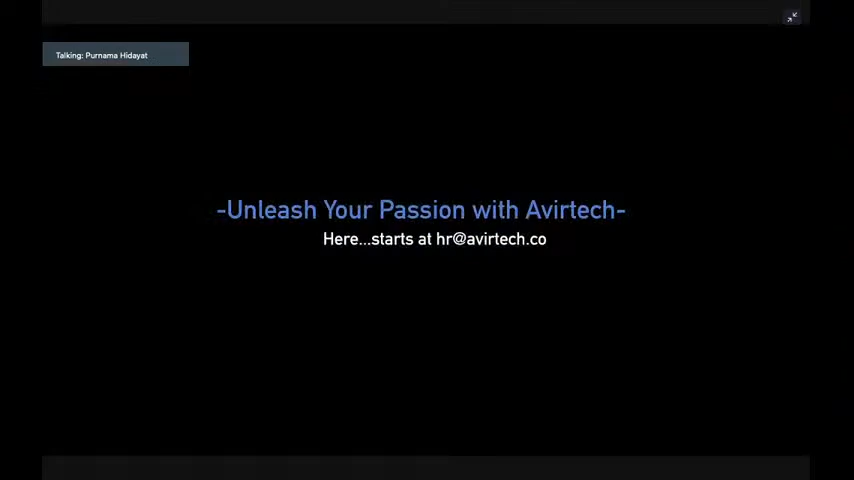 Talking: Purnama Hidayat
-Unleash Your Passion with Avirtech-
Here...starts at hr@avirtech.co